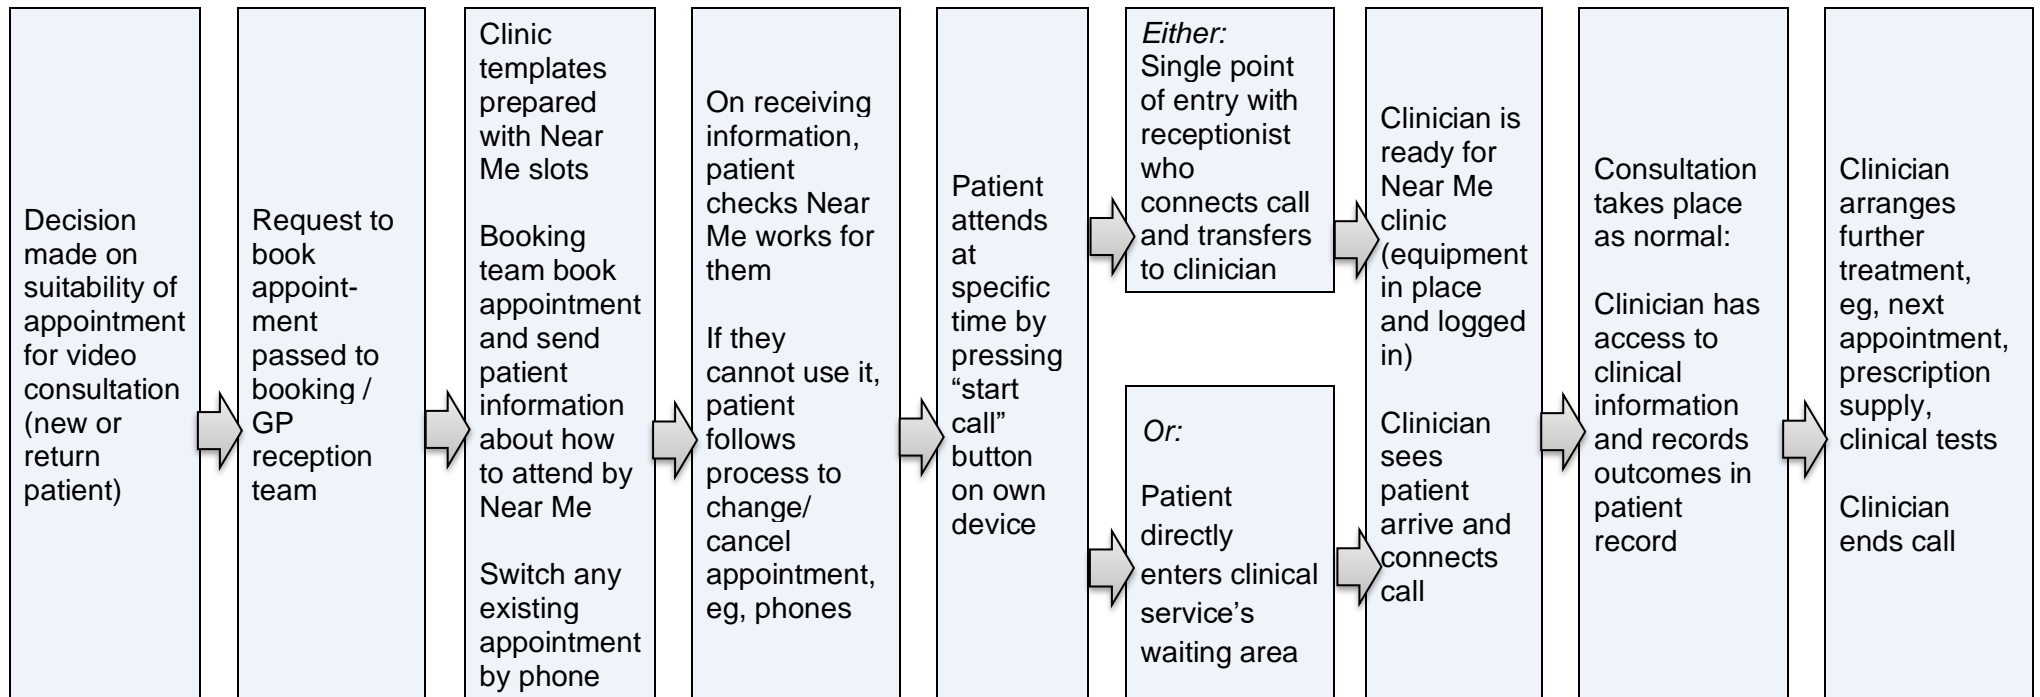 Decision
made on
suitability of
appointment
for video
consultation
(new or
return
patient)
Request to
book
appoint-
ment
passed to
booking /
GP
reception
team
Clinic
templates
prepared
with Near
Me slots
Booking
team book
appointment
and send
patient
information
about how
to attend by
Near Me
Switch any
existing
appointment
by phone
On receiving
information,
patient
checks Near
Me works for
them
If they
cannot use it,
patient
follows
process to
change/
cancel
appointment,
eg, phones
Patient
attends
at
specific
time by
pressing
“start
call”
button
on own
device
Either:
Single point
of entry with
receptionist
who
connects call
and transfers
to clinician
Or:
Patient
directly
enters clinical
service’s
waiting area
Clinician is
ready for
Near Me
clinic
(equipment
in place
and logged
in)
Clinician
sees
patient
arrive and
connects
call
Consultation
takes place
as normal:
Clinician has
access to
clinical
information
and records
outcomes in
patient
record
Clinician
arranges
further
treatment,
eg, next
appointment,
prescription
supply,
clinical tests
Clinician
ends call